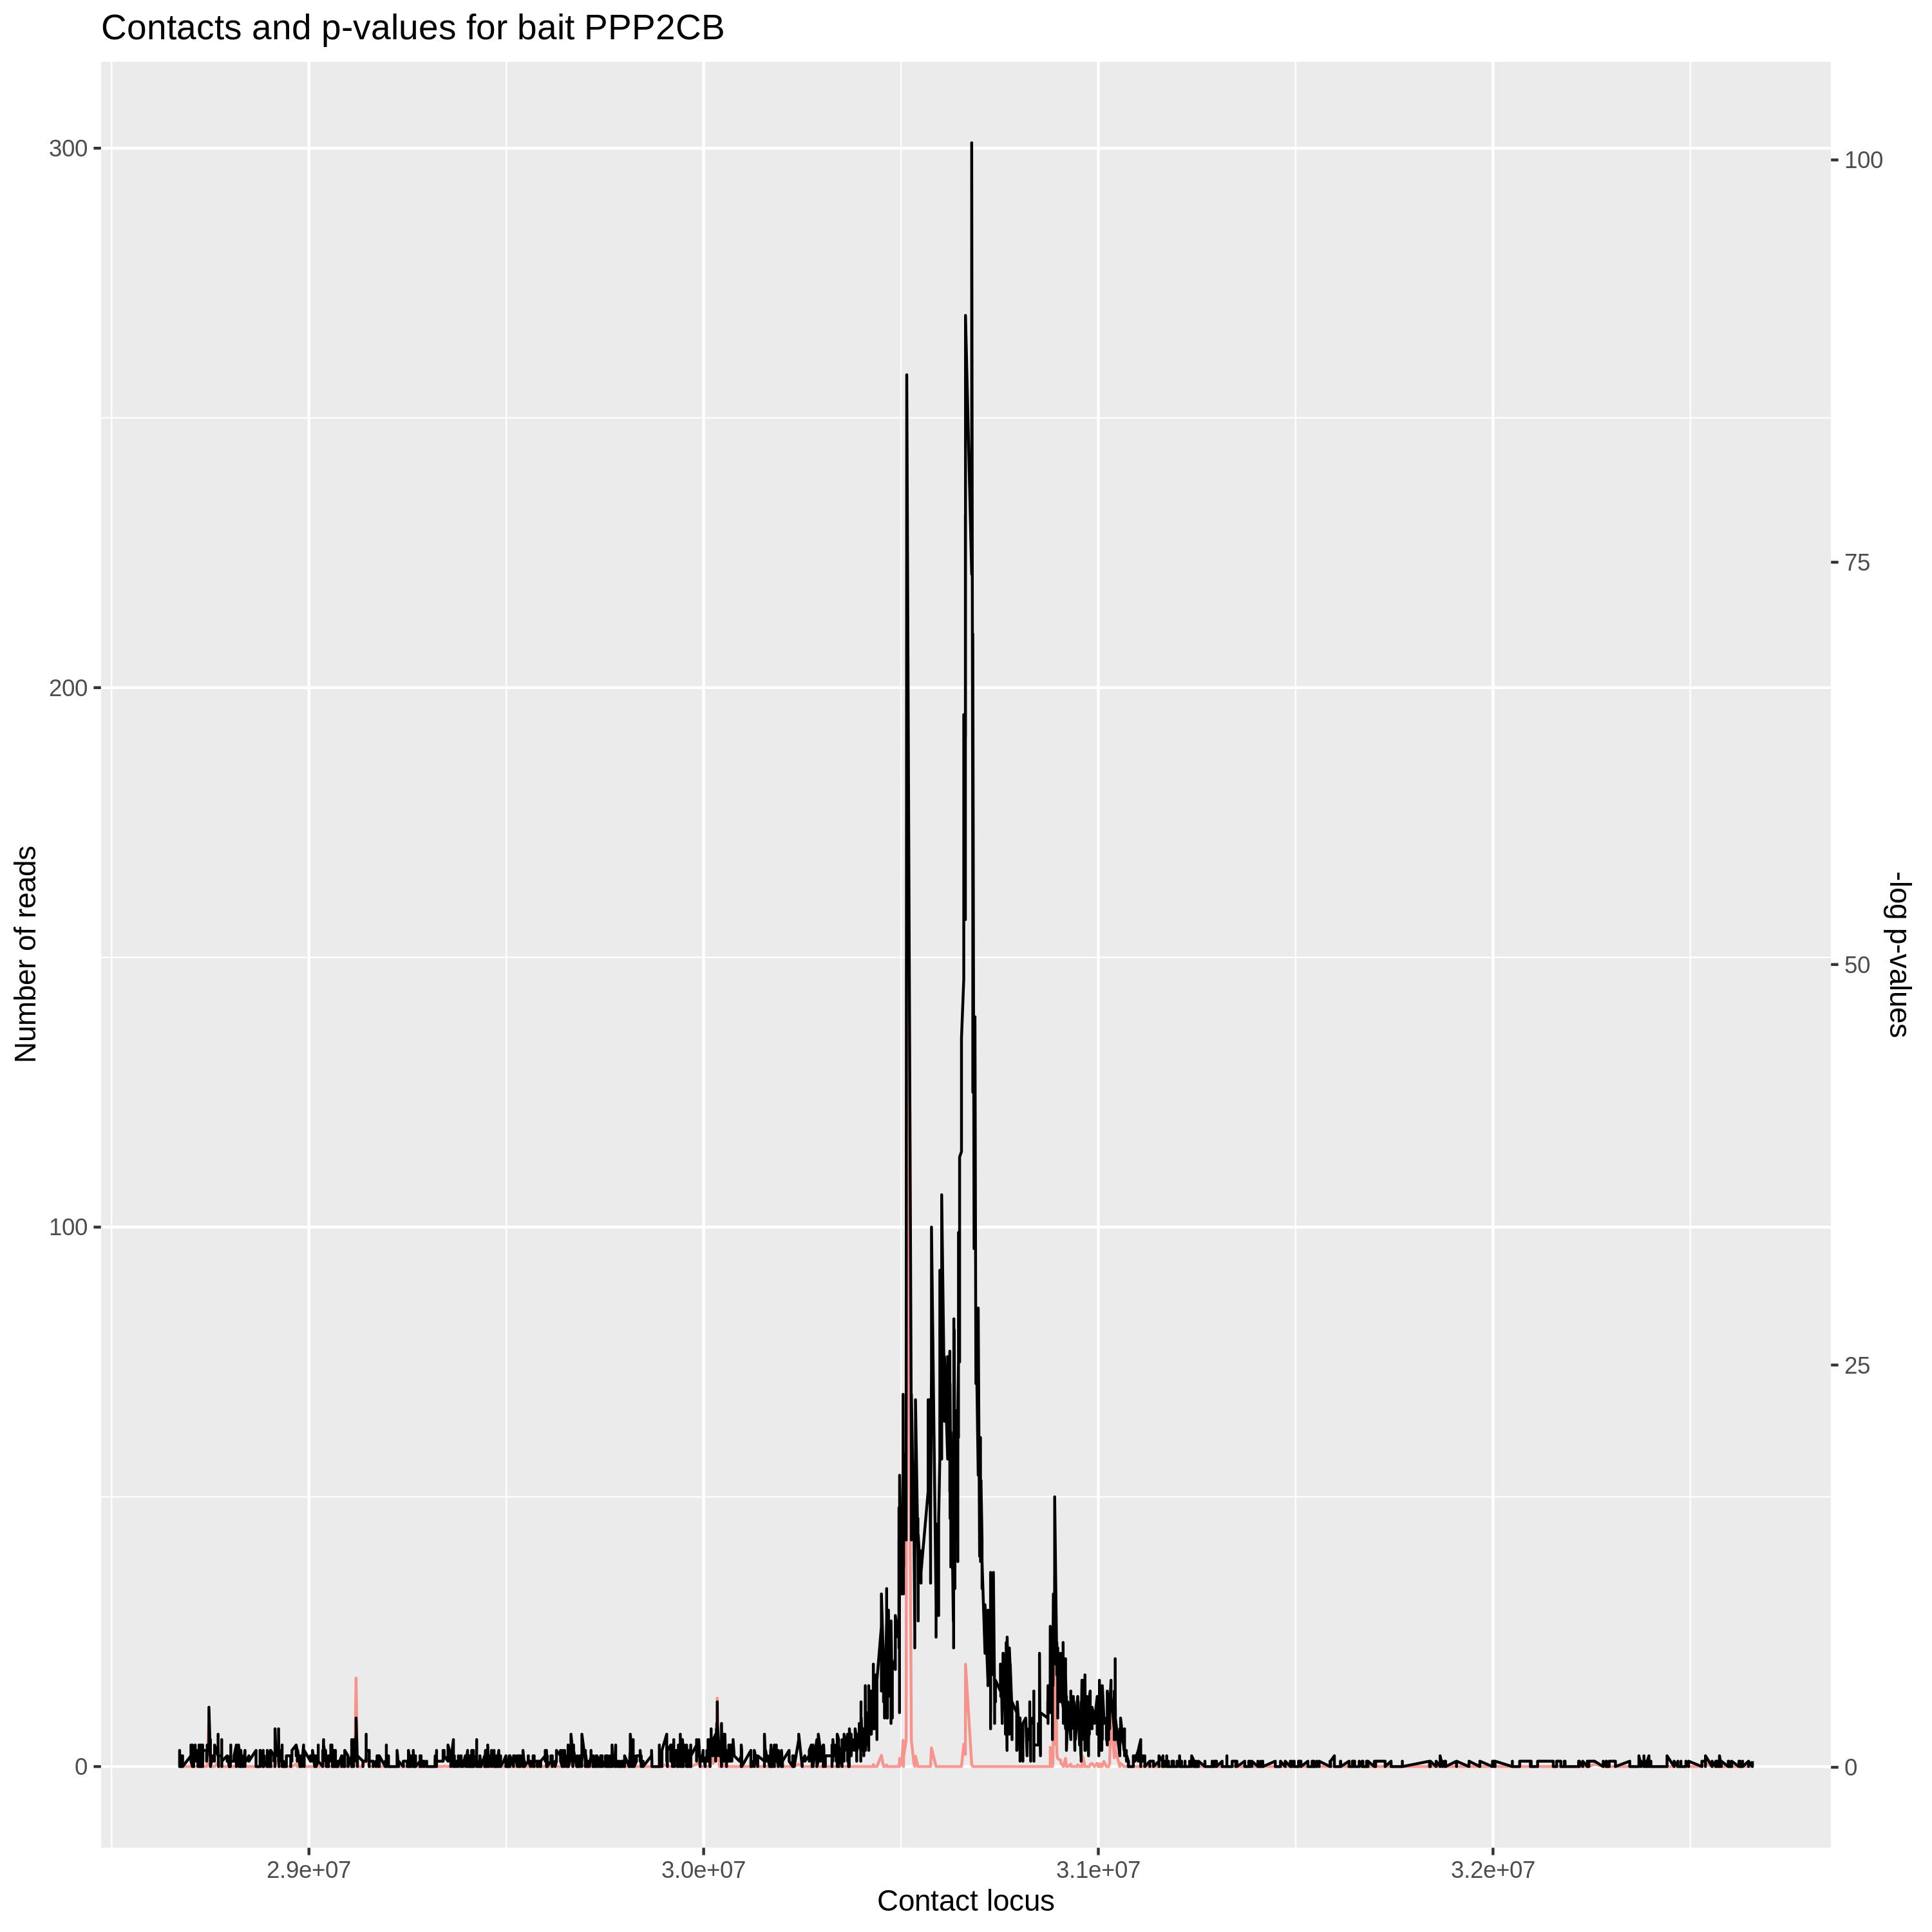 Contacts and p-values for bait PPP2CB
300
200
100
0
Number of reads
100
75
50
25
0
-log p-values
2.9e+07
3.0e+07
3.1e+07
3.2e+07
Contact locus